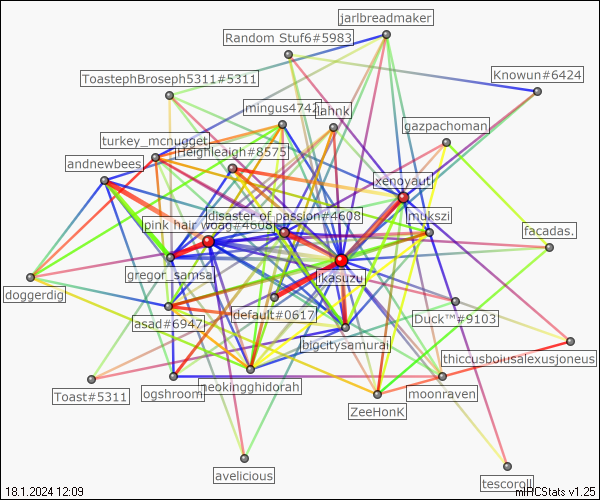 jarlbreadmaker
Random Stuf6#5983
ToastephBroseph5311#5311
Knowun#6424
mingus4742
iahnk
gazpachoman
turkey_mcnugget
Heighleaigh#8575
andnewbees
xenoyaut
disaster of passion#4608
mukszi
pink hair woag#4608
facadas.
gregor_samsa
ikasuzu
doggerdig
default#0617
asad#6947
Duck™#9103
bigcitysamurai
thiccusboiusalexusjoneus
Toast#5311
ogshroom
neokingghidorah
moonraven
ZeeHonK
avelicious
tescoroll
18.1.2024 12:09
mIRCStats v1.25